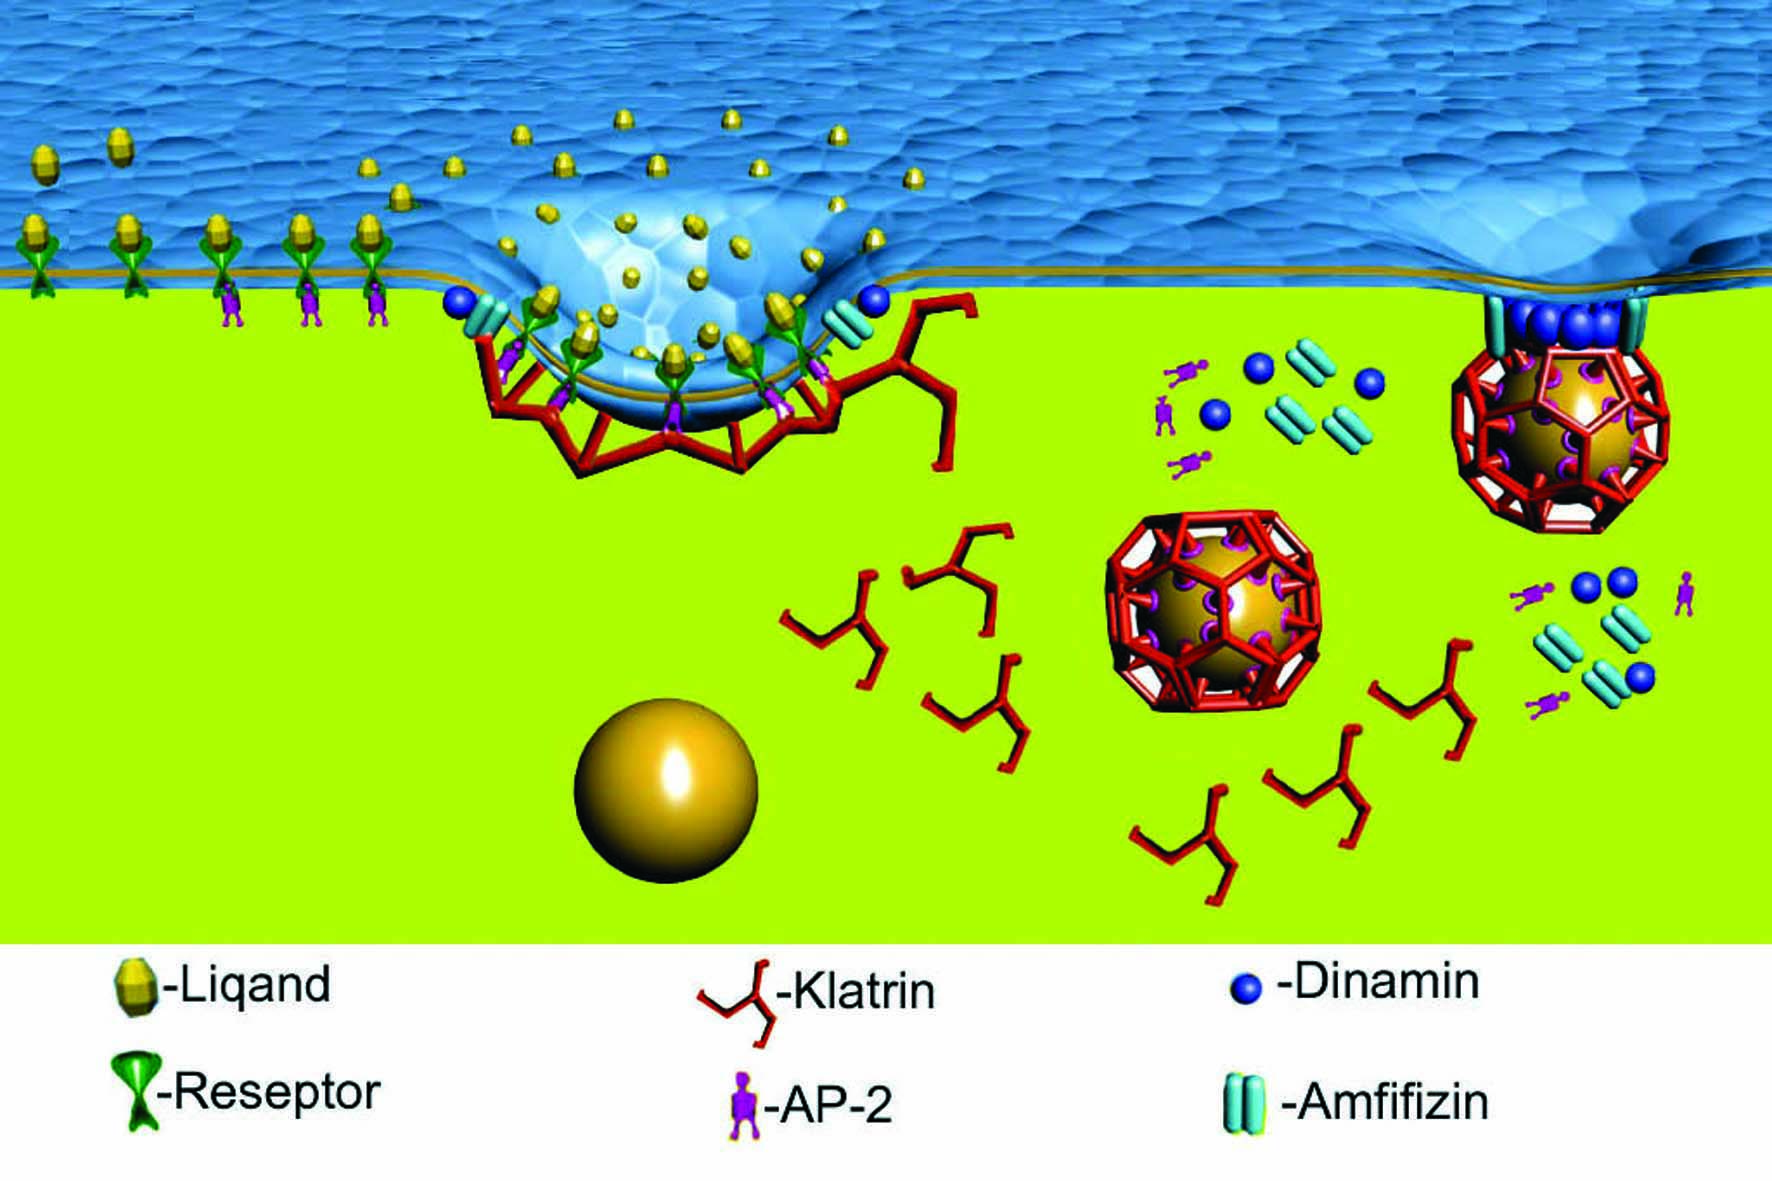 -Liqand
-Klatrin
-Dinamin
-Reseptor
-AP-2
-Amfifizin